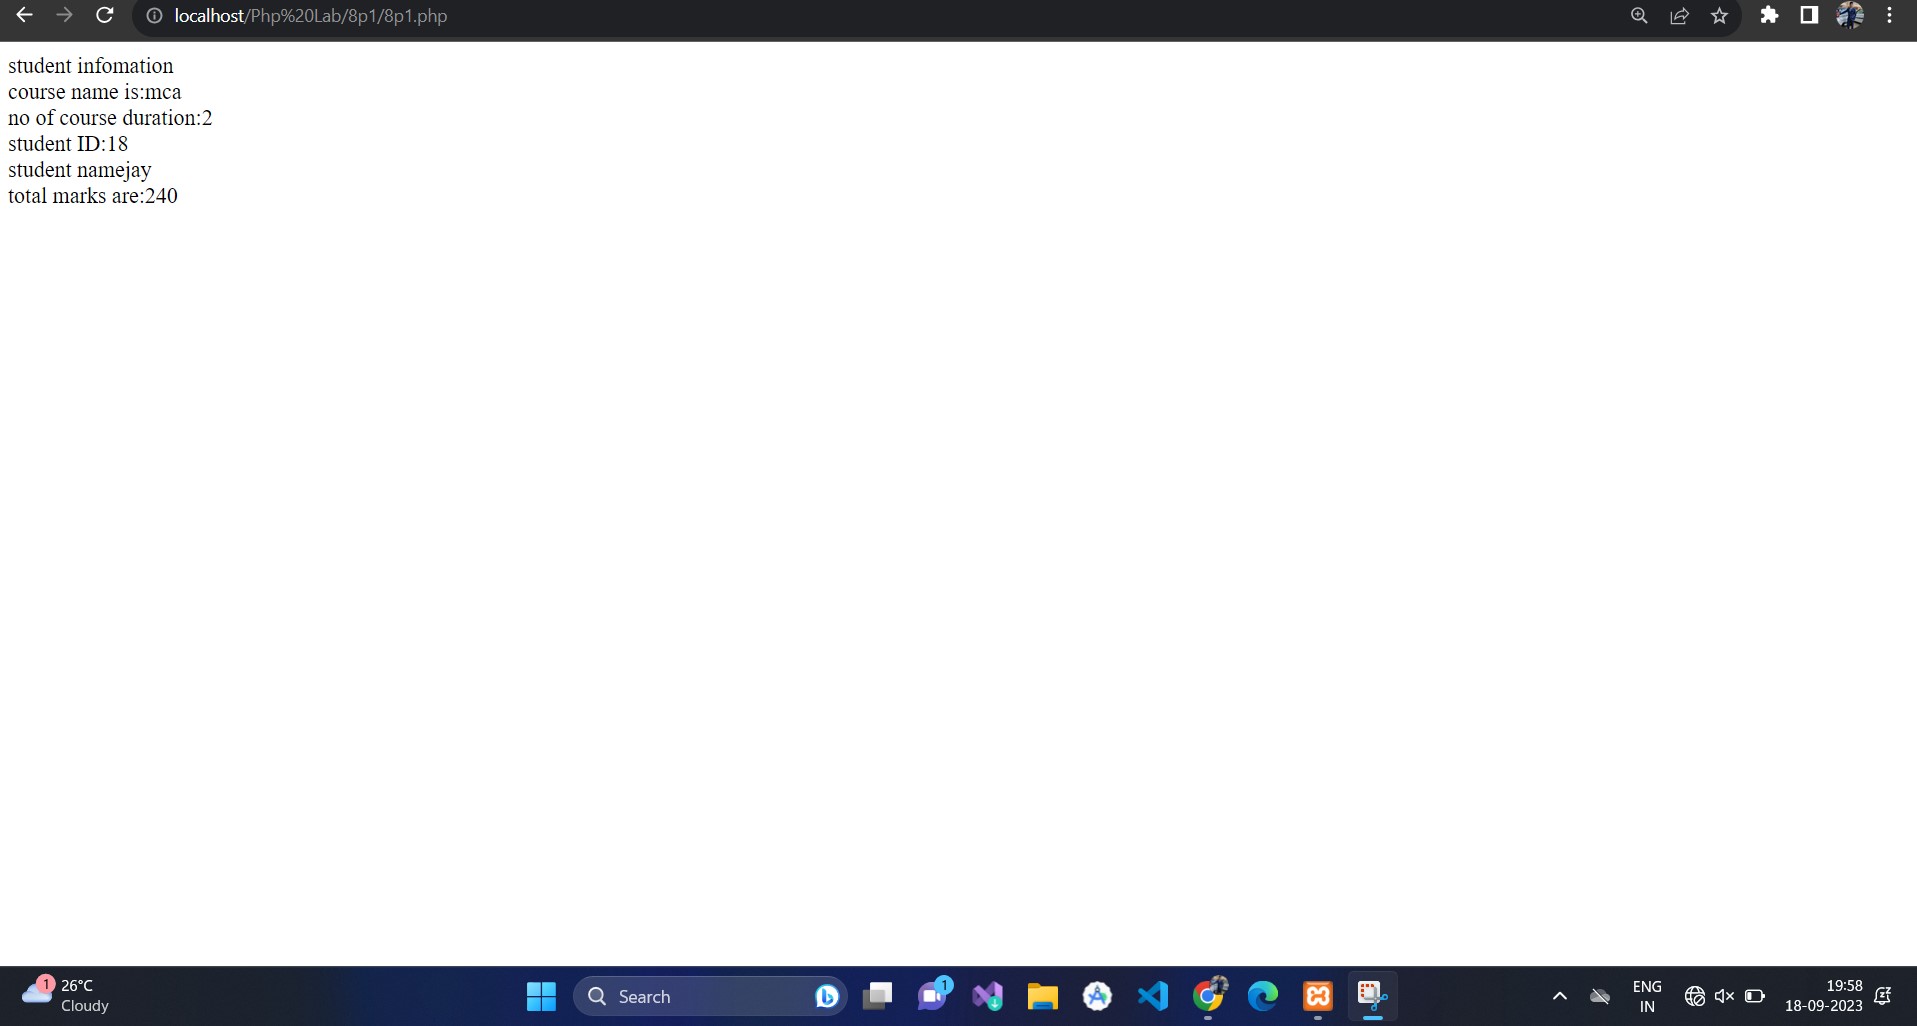 localhost/Php%20Lab/8p1/8p1.php
student infomation
course name is:mca
no of course duration:2
student ID:18
student namejay
total marks are:240
1
26°C
Cloudy
Search
1
ENG
IN
19:58
18-09-2023